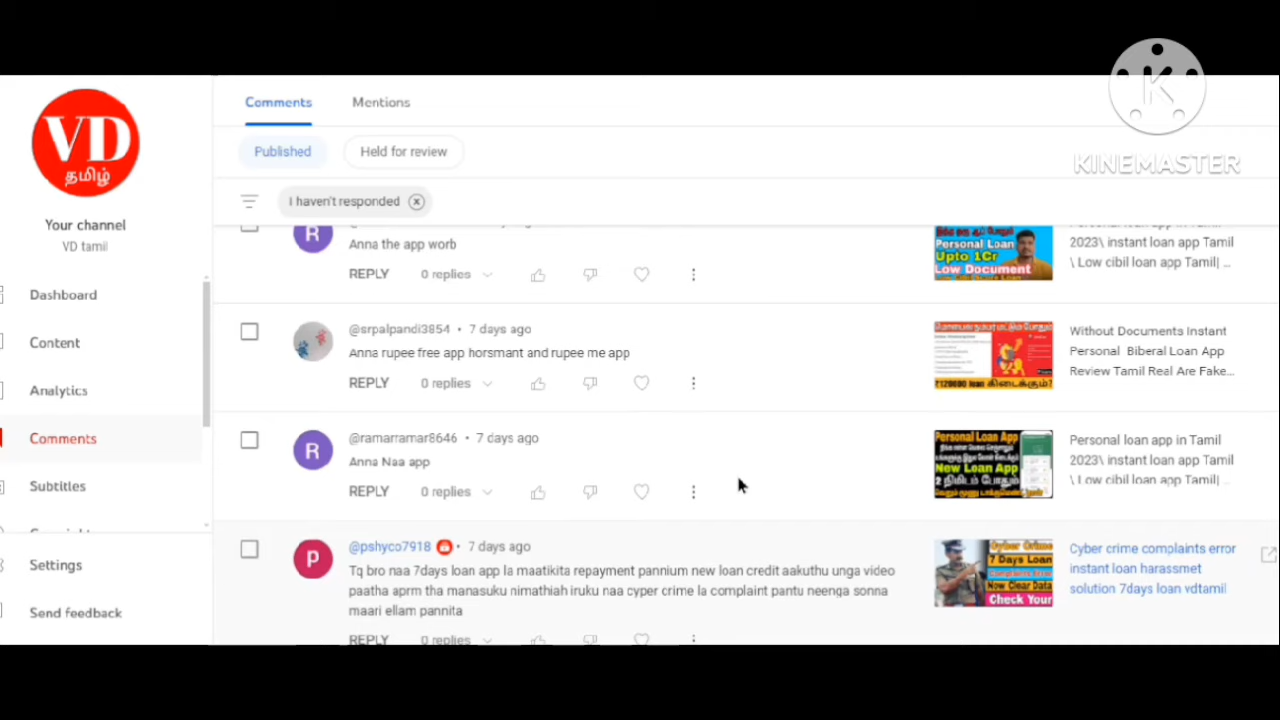 KINEMASTER
VD
தமிழ்
Your channel
VD tamil
Dashboard
Content
Analytics
Comments
Subtitles
Settings
Send feedback
Comments Mentions
Published Held for review
I haven't responded
R
Anna the app worb
REPLY 0 replies
Personal Loan
Upto 1Cr
Low Document
2023\ instant loan app Tamil
\ Low cibil loan app Tamil| ...
@srpalpandi3854 • 7 days ago
Anna rupee free app horsmant and rupee me app
REPLY 0 replies
₹120000 loan கிடைக்கும்?
Without Documents Instant
Personal Biberal Loan App
Review Tamil Real Are Fake...
R
@ramarramar8646 • 7 days ago
Anna Naa app
REPLY 0 replies
Personal Loan App
New Loan App
Personal loan app in Tamil
2023\ instant loan app Tamil
\ Low cibil loan app Tamil| ...
P
@pshyco7918 • 7 days ago
Tq bro naa 7days loan app la maatikita repayment pannium new loan credit aakuthu unga video
paatha aprm tha manasuku nimathiah iruku naa cyper crime la complaint pantu neenga sonna
maari ellam pannita
REPLY 0 replies
Cyber Crime
7 Days Loan
Now Clear Data
Check Your
Cyber crime complaints error
instant loan harassmet
solution 7days loan vdtamil